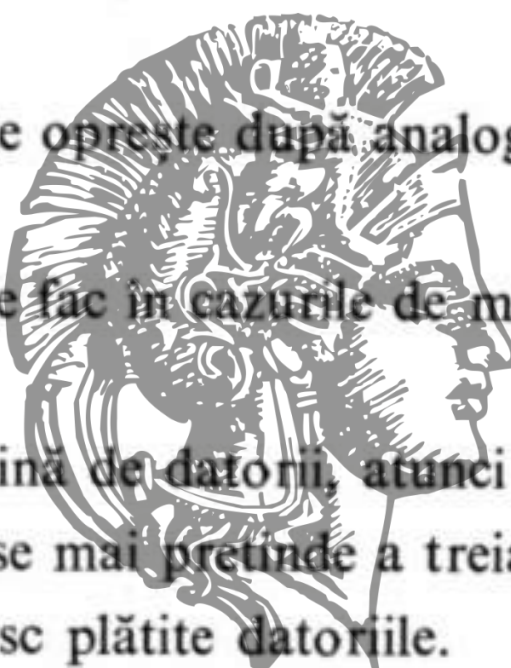 e oprește după analog
e fac în cazurile de m
ină de datorii, atunci
se mai pretinde a treia
sc plătite datoriile.